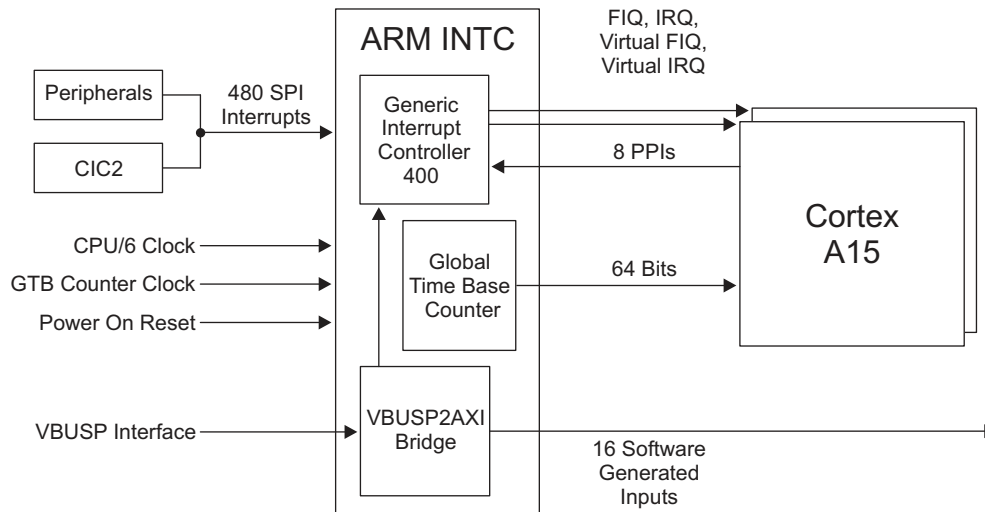 ARM INTC
FIQ, IRQ,
Virtual FIQ,
Virtual IRQ
Peripherals
480 SPI
Interrupts
CIC2
Generic
Interrupt
Controller
400
8 PPIs
Cortex
A15
CPU/6 Clock
GTB Counter Clock
Power On Reset
Global
Time Base
Counter
64 Bits
VBUSP Interface
VBUSP2AXI
Bridge
16 Software
Generated
Inputs